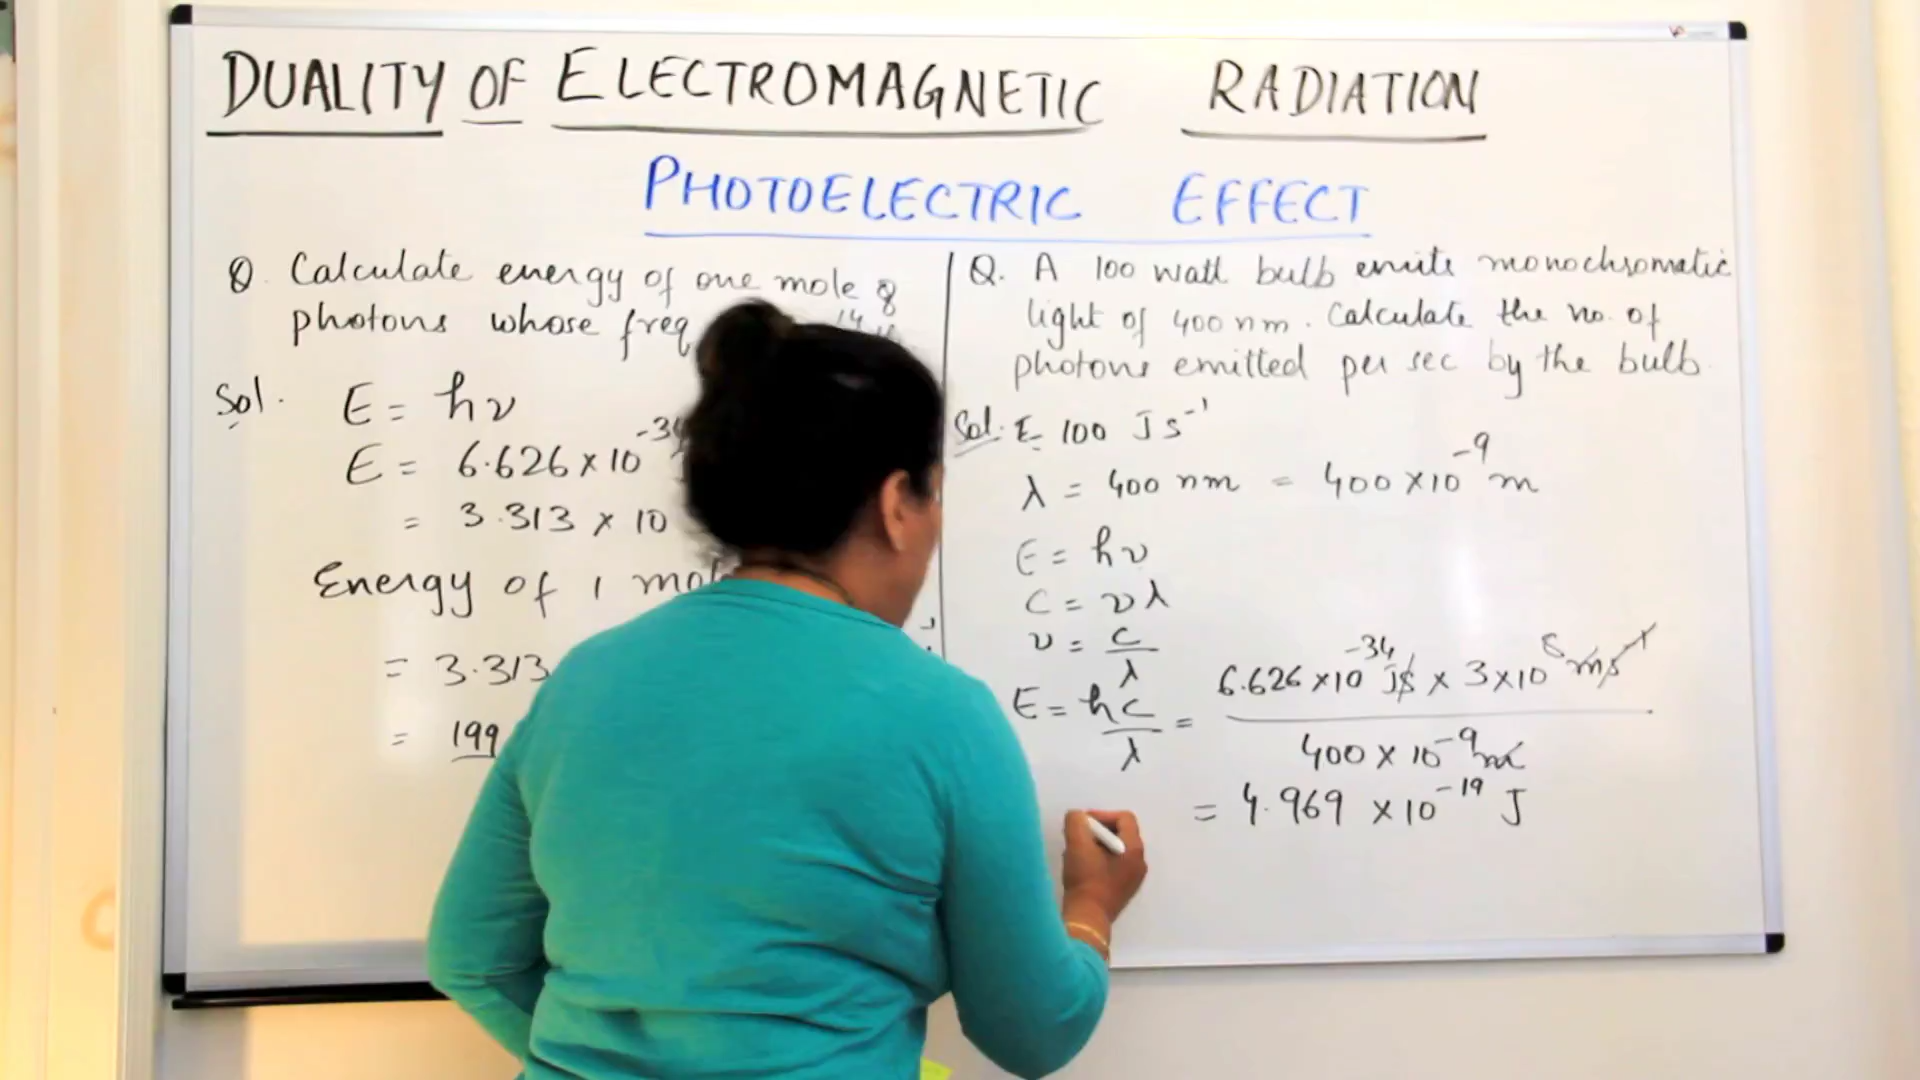 DUALITY OF ELECTROMAGNETIC RADIATION
PHOTOELECTRIC EFFECT
Q. Calculate energy of one mole of
photons whose freq 14
Sol. E = hν
E = 6.626 × 10⁻³⁴
= 3.313 × 10
Energy of 1 mol
= 3.313
= 199
Q. A 100 watt bulb emits monochromatic
light of 400 nm. Calculate the no. of
photons emitted per sec by the bulb.
Sol. E = 100 J s⁻¹
λ = 400 nm = 400 × 10⁻⁹ m
E = hν
C = νλ
ν = C/λ
E = hC/λ = 6.626 × 10⁻³⁴ Js × 3 × 10⁸ ms⁻¹ / 400 × 10⁻⁹ m
= 4.969 × 10⁻¹⁹ J